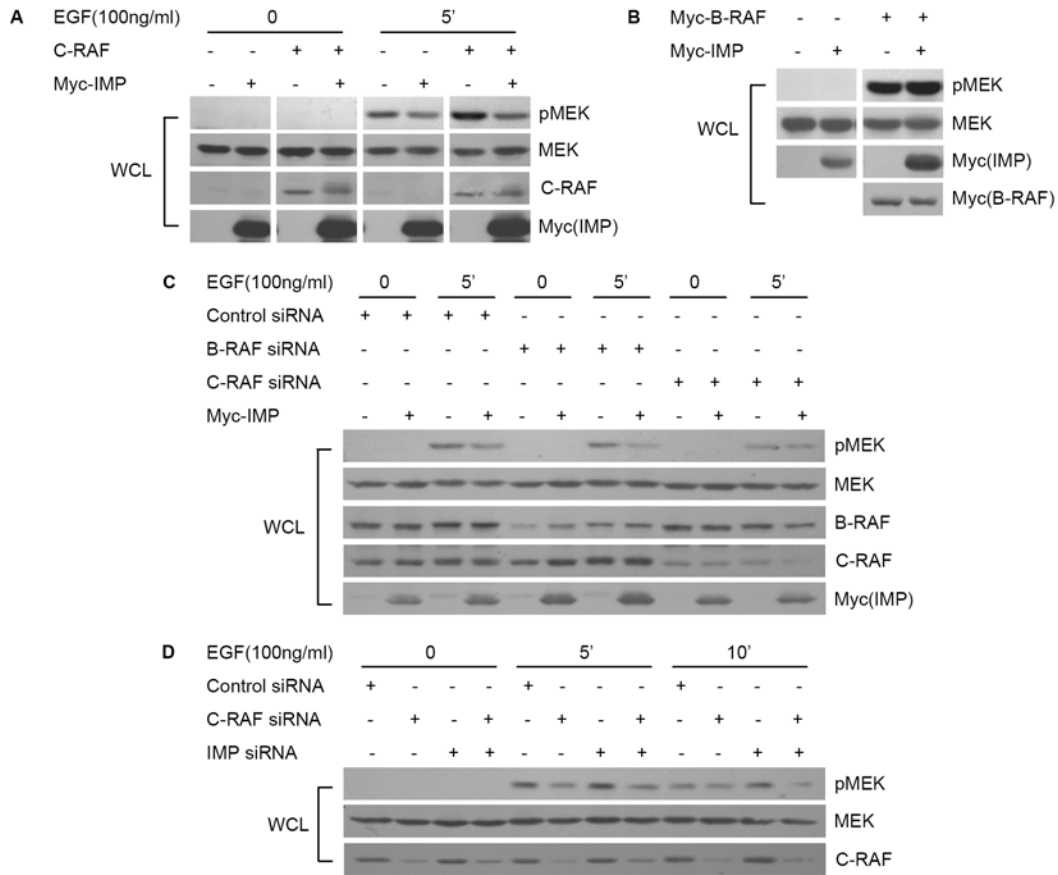 A EGF(100ng/ml) 0 5'
C-RAF - - + + - - + +
Myc-IMP - + - + - + - +
pMEK
MEK
C-RAF
Myc(IMP)
WCL
B Myc-B-RAF - - + +
Myc-IMP - + - +
pMEK
MEK
Myc(IMP)
Myc(B-RAF)
WCL
C EGF(100ng/ml) 0 5' 0 5' 0 5'
Control siRNA + + + + - - - - - - - -
B-RAF siRNA - - - - + + + + - - - -
C-RAF siRNA - - - - - - - - + + + +
Myc-IMP - + - + - + - + - + - +
pMEK
MEK
B-RAF
C-RAF
Myc(IMP)
WCL
D EGF(100ng/ml) 0 5' 10'
Control siRNA + - - - + - - - + - - -
C-RAF siRNA - + - + - + - + - + - +
IMP siRNA - - + + - - + + - - + +
pMEK
MEK
C-RAF
WCL